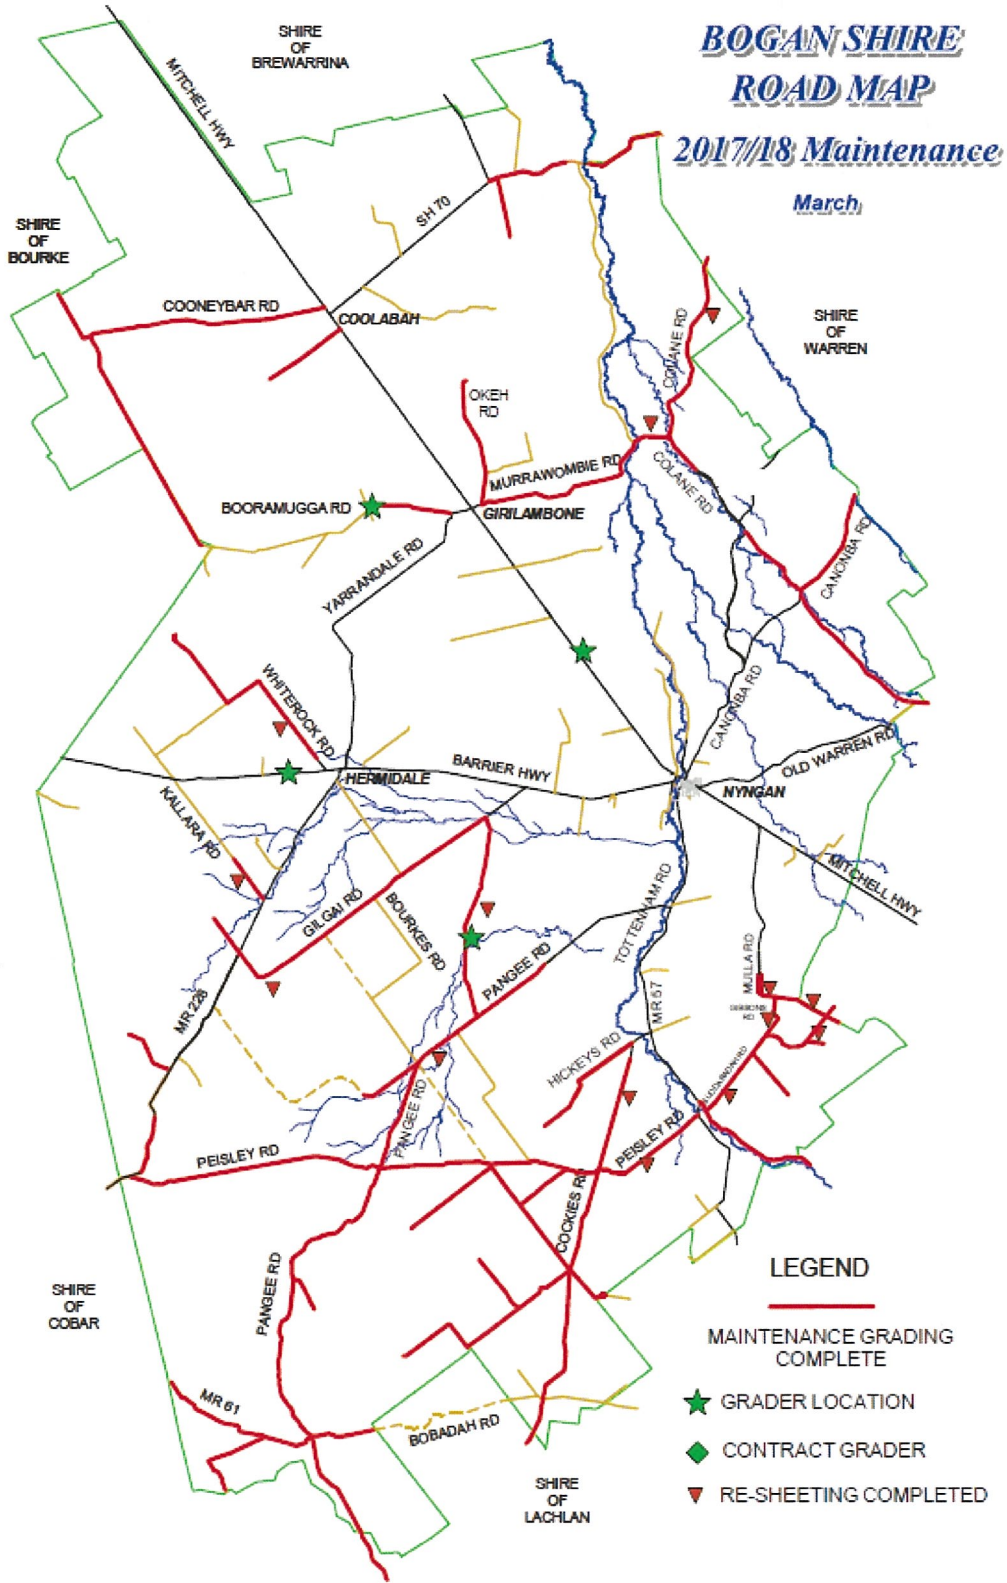 BOGAN SHIRE
ROAD MAP
2017/18 Maintenance
March
SHIRE
OF
BREWARRINA
MITCHELL HWY
SH 70
SHIRE
OF
BOURKE
COONEYBAR RD
COOLABAH
SHIRE
OF
WARREN
COLANE RD
OKEH
RD
MURRAWOMBIE RD
COLANE RD
BOORAMUGGA RD
GIRILAMBONE
CANONBA RD
YARRANDALE RD
WHITEROCK RD
CANONBA RD
OLD WARREN RD
BARRIER HWY
HERMIDALE
NYNGAN
KALLARA RD
MITCHELL HWY
GILGAI RD
BOURKES RD
TOTTENHAM RD
PANGEE RD
MULLA RD
MR 228
MR 57
GIBBONS
RD
HICKEYS RD
PANGEE RD
PEISLEY RD
PEISLEY RD
COCKIES RD
PANGEE RD
SHIRE
OF
COBAR
MR 61
BOBADAH RD
SHIRE
OF
LACHLAN
LEGEND
MAINTENANCE GRADING
COMPLETE
GRADER LOCATION
CONTRACT GRADER
RE-SHEETING COMPLETED